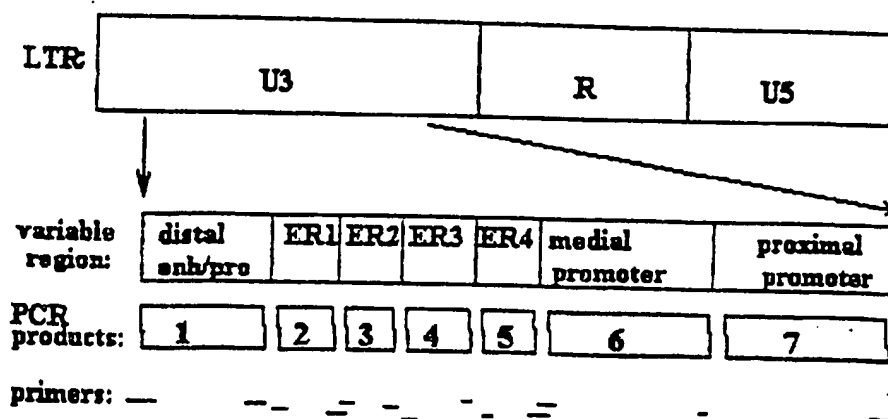 LTR:
U3 R U5
variable region: distal enh/pro ER1 ER2 ER3 ER4 medial promoter proximal promoter
PCR products: 1 2 3 4 5 6 7
primers: